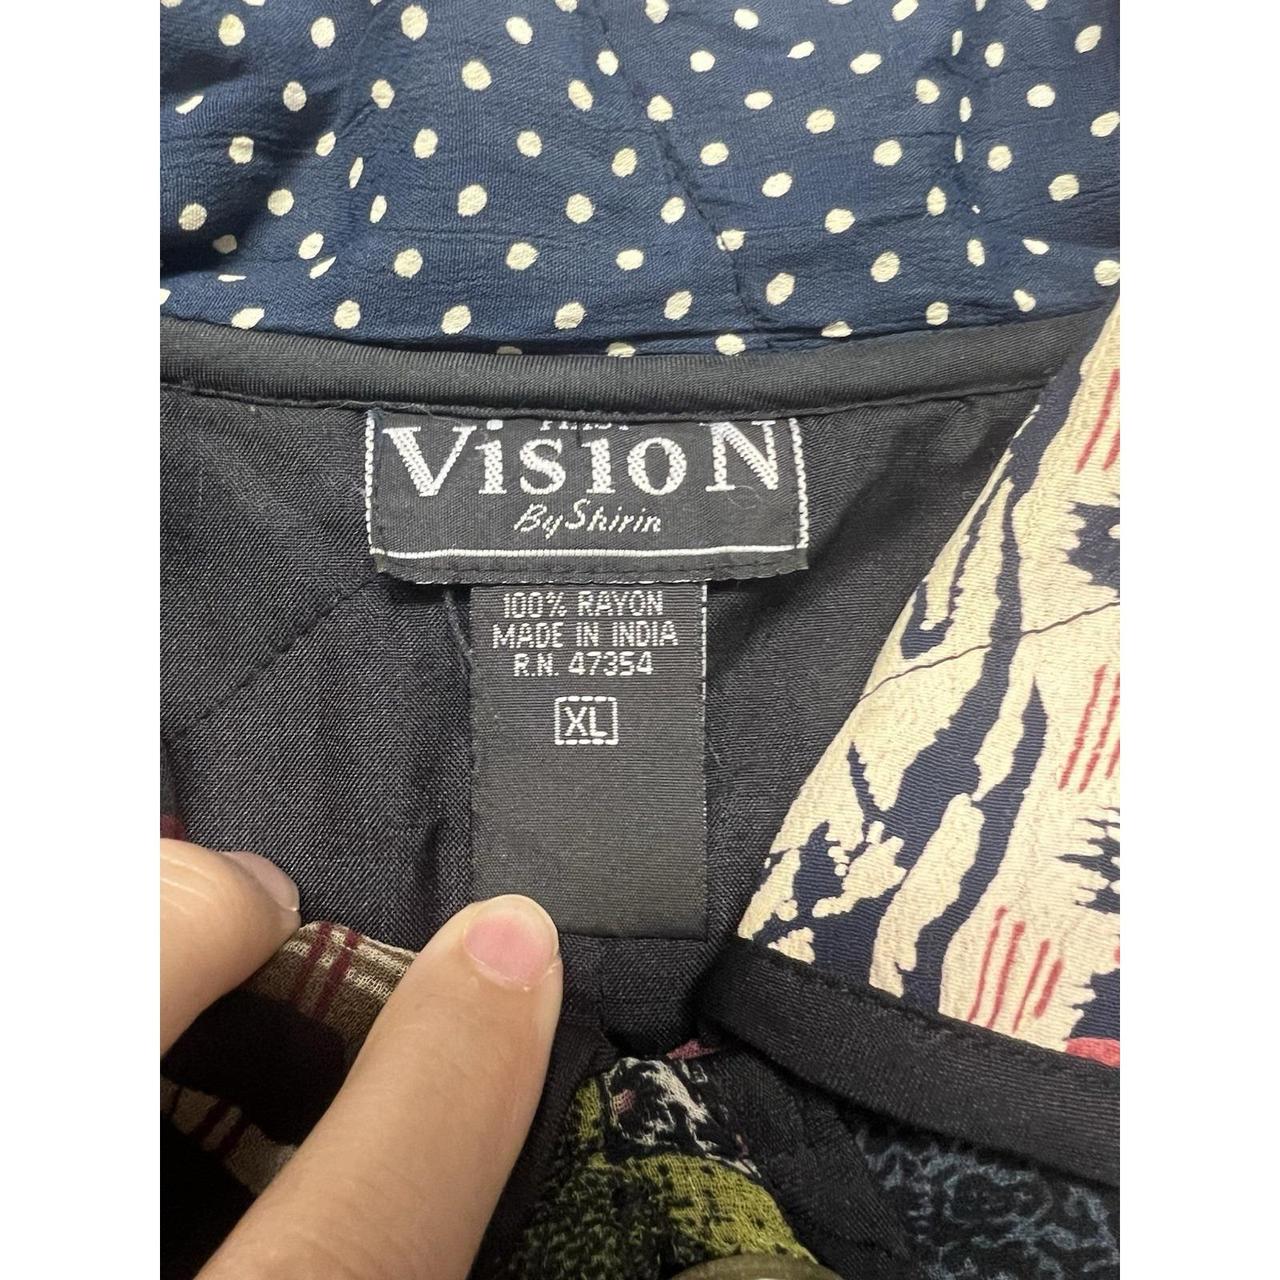 VisioN
By Shirin
100% RAYON
MADE IN INDIA
R.N. 47354
XL